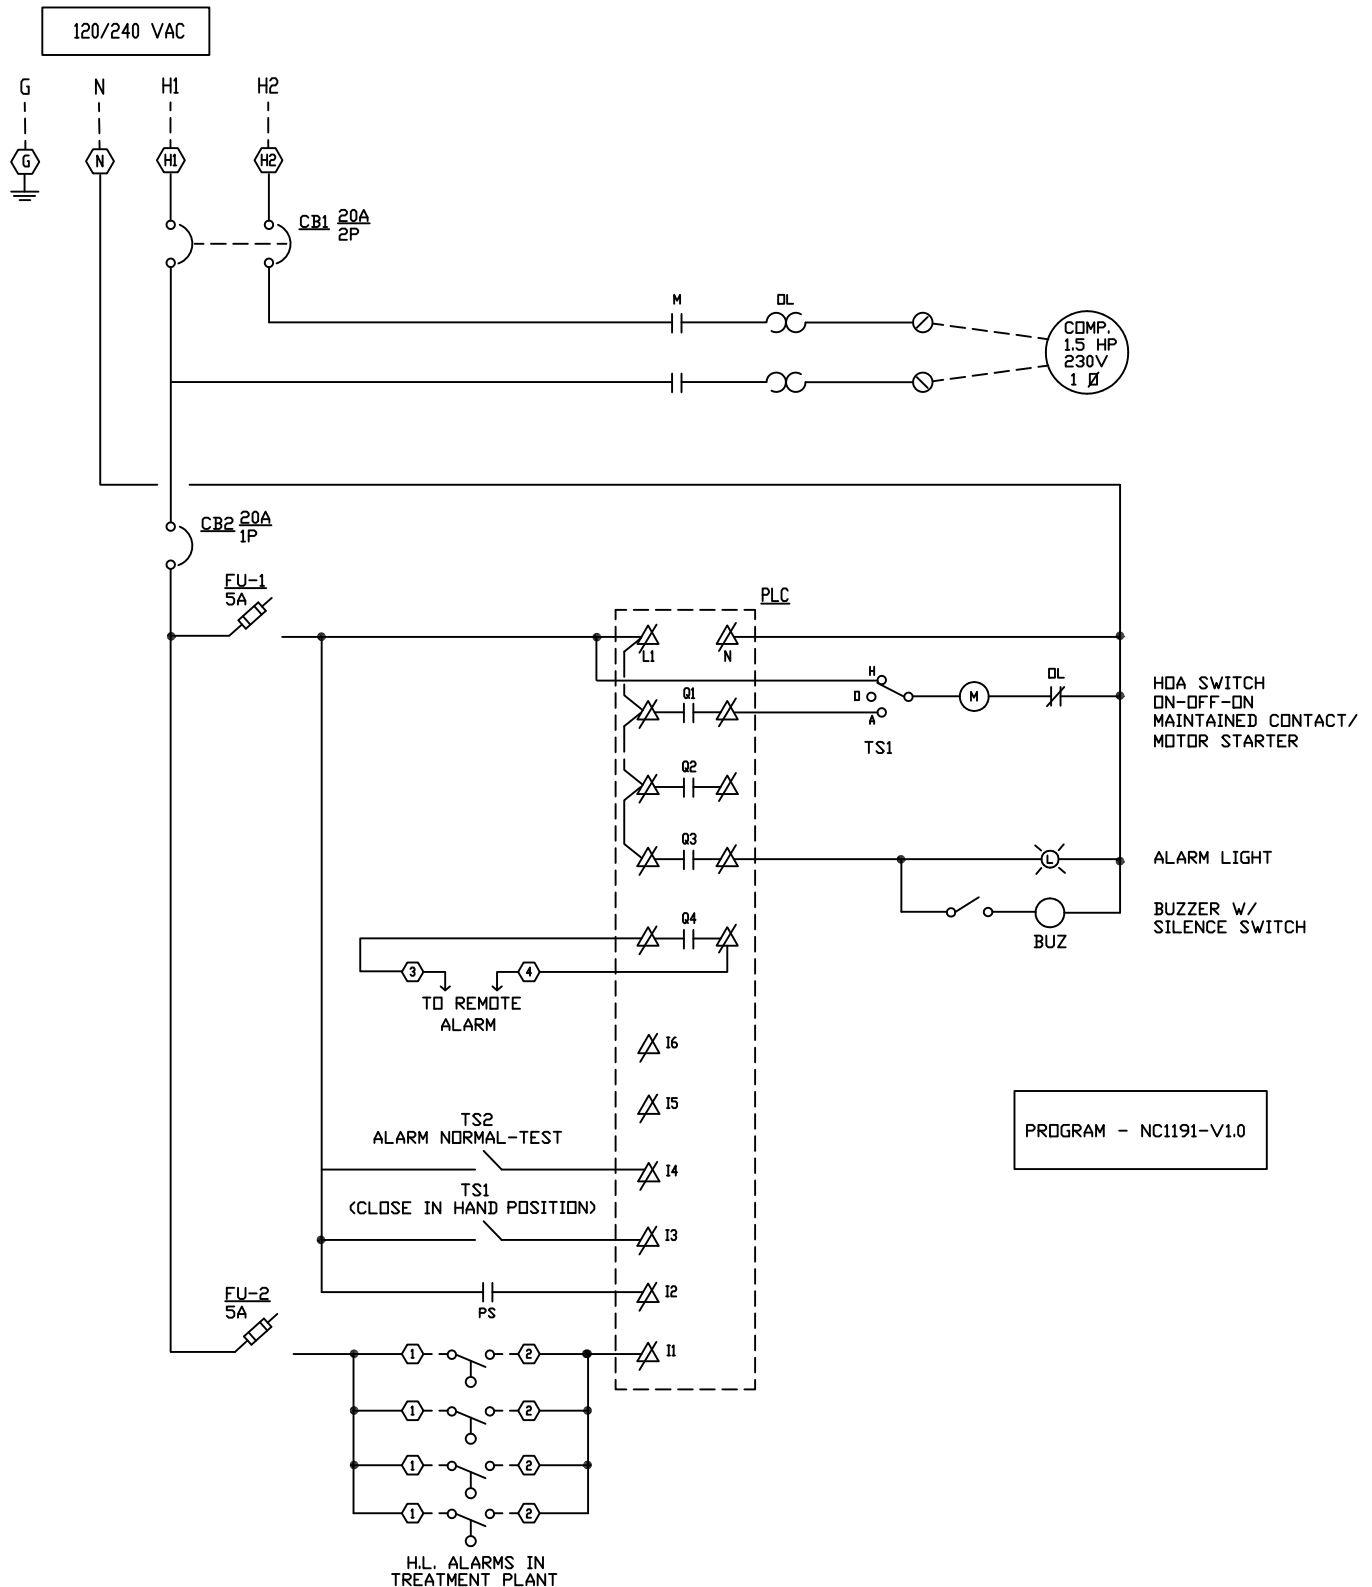 120/240 VAC
G N H1 H2
G N H1 H2
CB1 20A
2P
M OL
COMP.
1.5 HP
230V
1 Ø
CB2 20A
1P
FU-1
5A
PLC
L1 N
H
O
A
TS1
M
OL
HOA SWITCH
ON-OFF-ON
MAINTAINED CONTACT/
MOTOR STARTER
Q1
Q2
Q3
L
ALARM LIGHT
BUZZER W/
SILENCE SWITCH
BUZ
Q4
3 4
TO REMOTE
ALARM
I6
I5
PROGRAM - NC1191-V1.0
TS2
ALARM NORMAL-TEST
I4
TS1
(CLOSE IN HAND POSITION)
I3
I2
PS
FU-2
5A
1 2 I1
1 2
1 2
1 2
H.L. ALARMS IN
TREATMENT PLANT